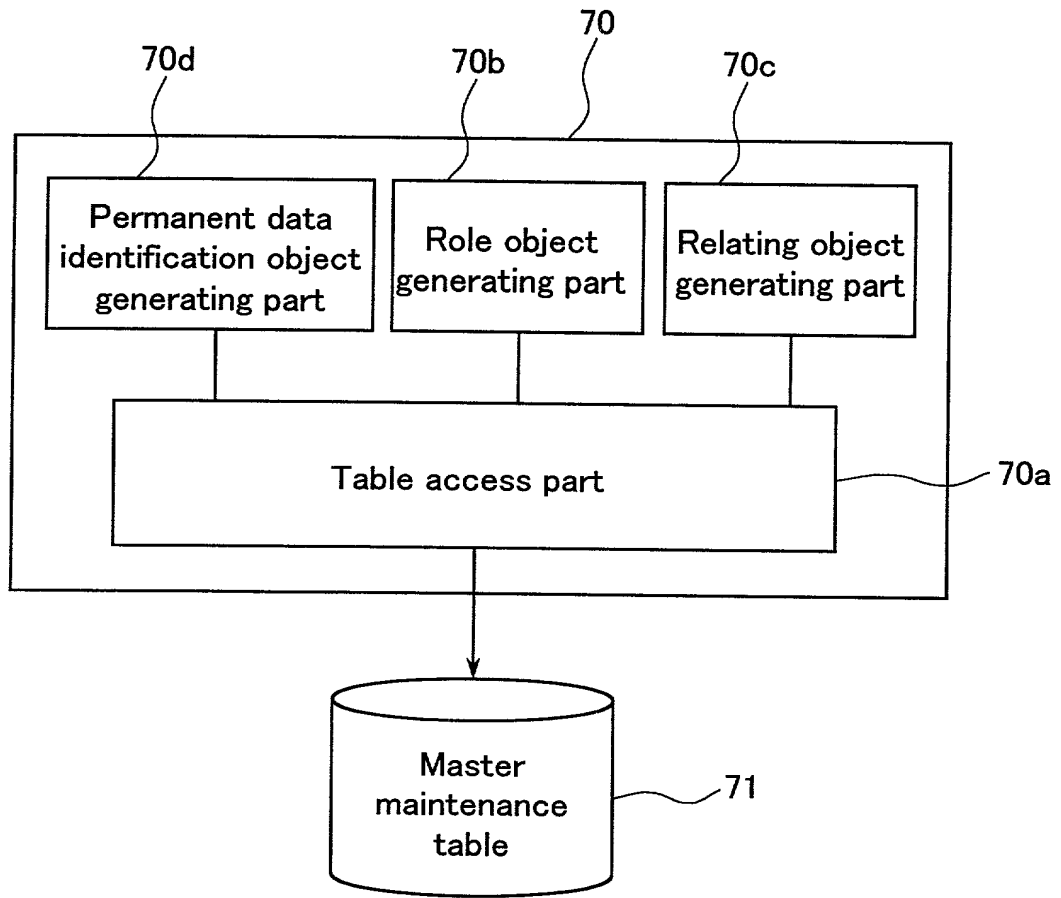 70
70d
70b
70c
Permanent data
identification object
generating part
Role object
generating part
Relating object
generating part
Table access part
70a
Master
maintenance
table
71